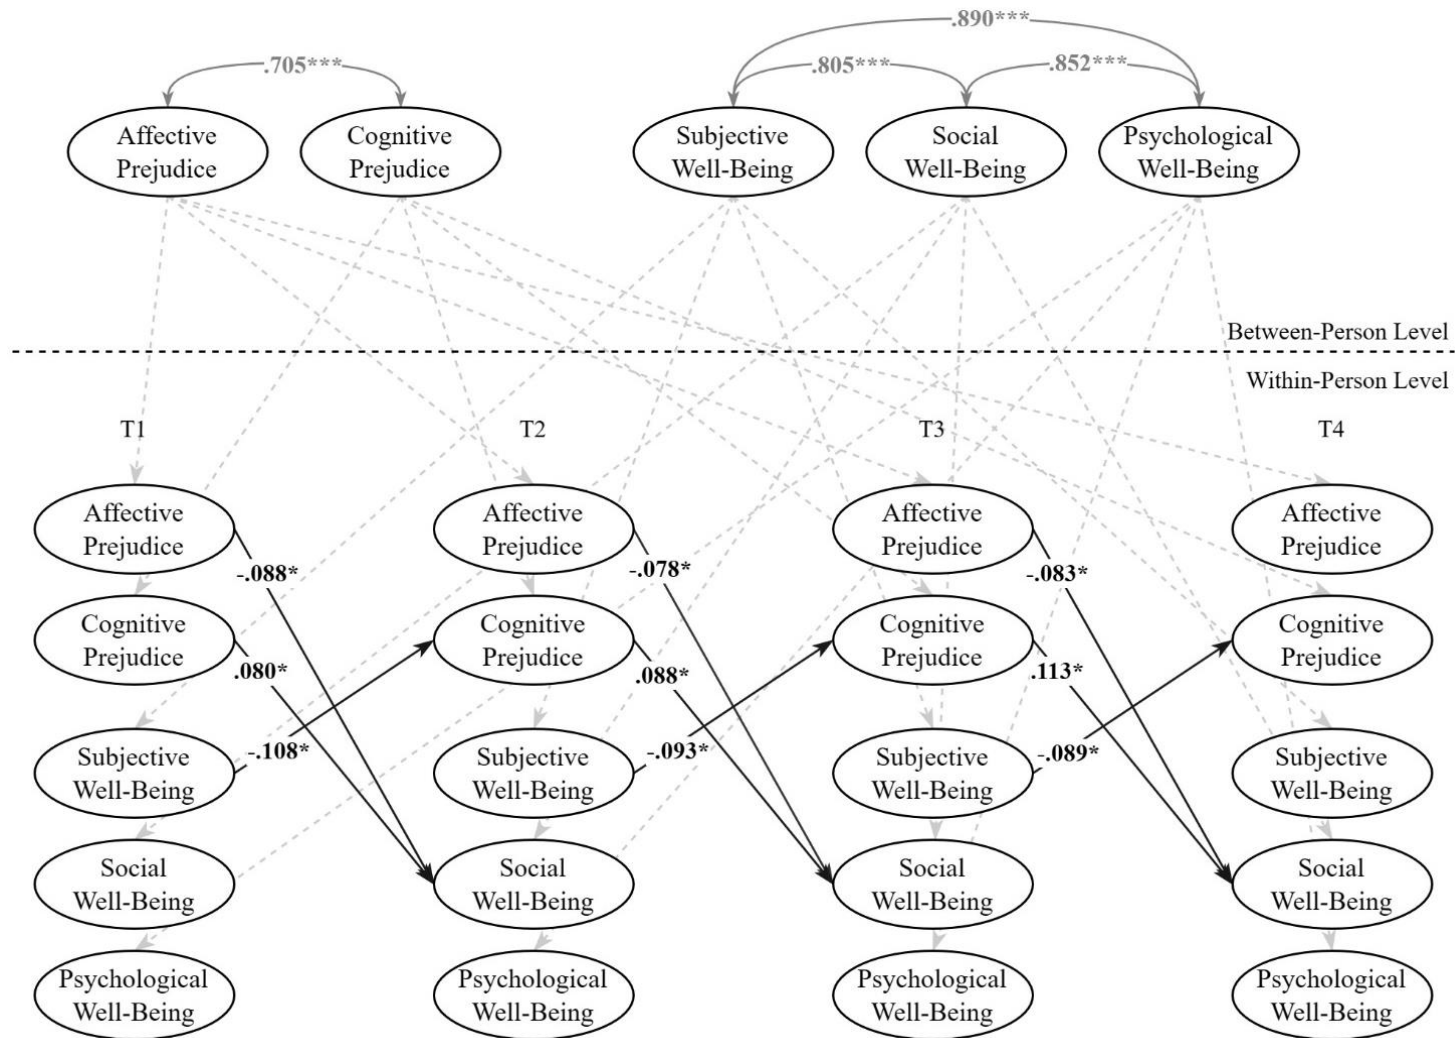 .890***
.705***
.805***
.852***
Affective
Prejudice
Cognitive
Prejudice
Subjective
Well-Being
Social
Well-Being
Psychological
Well-Being
Between-Person Level
Within-Person Level
T1
T2
T3
T4
Affective
Prejudice
Affective
Prejudice
Affective
Prejudice
Affective
Prejudice
-.088*
-.078*
-.083*
Cognitive
Prejudice
Cognitive
Prejudice
Cognitive
Prejudice
Cognitive
Prejudice
.080*
.088*
.113*
-.108*
-.093*
-.089*
Subjective
Well-Being
Subjective
Well-Being
Subjective
Well-Being
Subjective
Well-Being
Social
Well-Being
Social
Well-Being
Social
Well-Being
Social
Well-Being
Psychological
Well-Being
Psychological
Well-Being
Psychological
Well-Being
Psychological
Well-Being